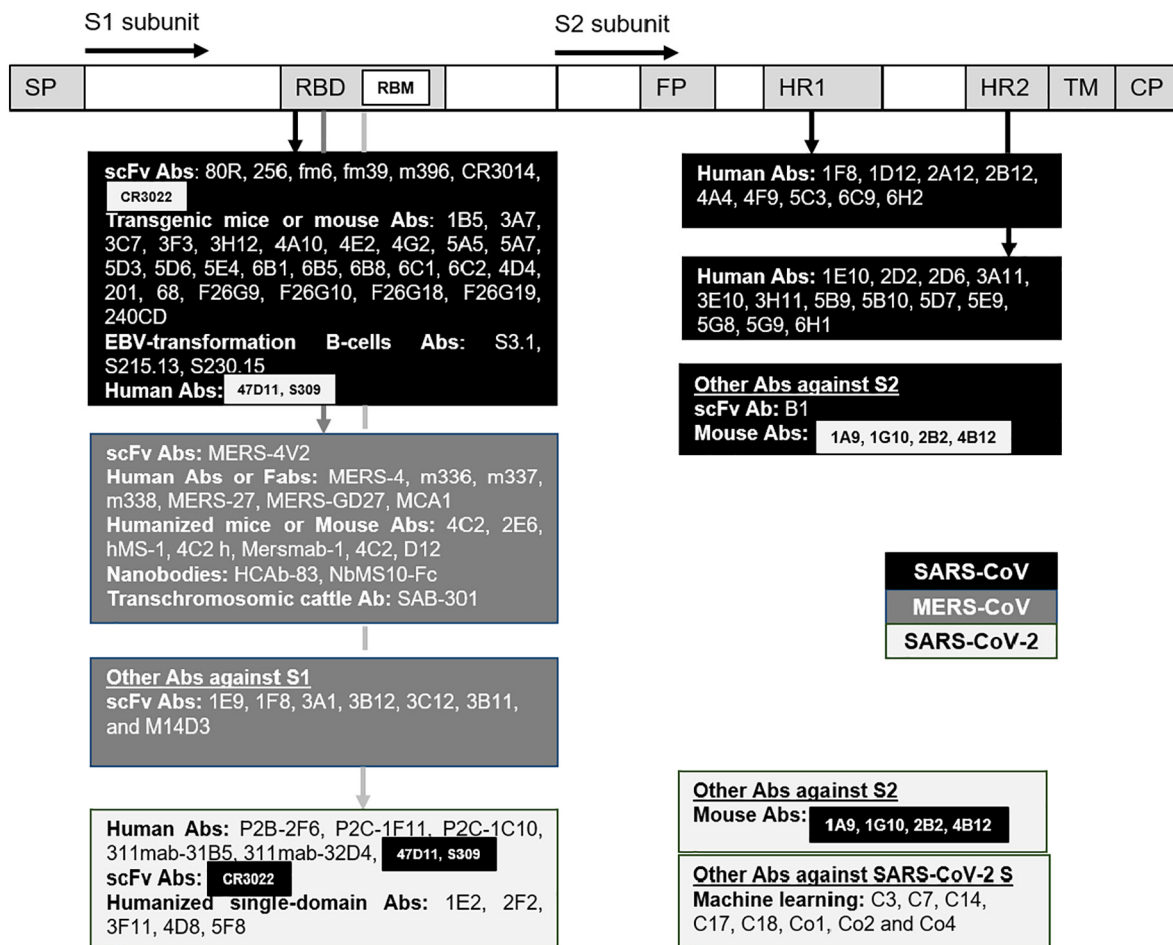 S1 subunit
S2 subunit
SP
RBD
RBM
FP
HR1
HR2
TM
CP
scFv Abs: 80R, 256, fm6, fm39, m396, CR3014,
CR3022
Transgenic mice or mouse Abs: 1B5, 3A7,
3C7, 3F3, 3H12, 4A10, 4E2, 4G2, 5A5, 5A7,
5D3, 5D6, 5E4, 6B1, 6B5, 6B8, 6C1, 6C2, 4D4,
201, 68, F26G9, F26G10, F26G18, F26G19,
240CD
EBV-transformation B-cells Abs: S3.1,
S215.13, S230.15
Human Abs: 47D11, S309
scFv Abs: MERS-4V2
Human Abs or Fabs: MERS-4, m336, m337,
m338, MERS-27, MERS-GD27, MCA1
Humanized mice or Mouse Abs: 4C2, 2E6,
hMS-1, 4C2 h, Mersmab-1, 4C2, D12
Nanobodies: HCAb-83, NbMS10-Fc
Transchromosomic cattle Ab: SAB-301
Other Abs against S1
scFv Abs: 1E9, 1F8, 3A1, 3B12, 3C12, 3B11,
and M14D3
Human Abs: P2B-2F6, P2C-1F11, P2C-1C10,
311mab-31B5, 311mab-32D4, 47D11, S309
scFv Abs: CR3022
Humanized single-domain Abs: 1E2, 2F2,
3F11, 4D8, 5F8
Human Abs: 1F8, 1D12, 2A12, 2B12,
4A4, 4F9, 5C3, 6C9, 6H2
Human Abs: 1E10, 2D2, 2D6, 3A11,
3E10, 3H11, 5B9, 5B10, 5D7, 5E9,
5G8, 5G9, 6H1
Other Abs against S2
scFv Ab: B1
Mouse Abs: 1A9, 1G10, 2B2, 4B12
SARS-CoV
MERS-CoV
SARS-CoV-2
Other Abs against S2
Mouse Abs: 1A9, 1G10, 2B2, 4B12
Other Abs against SARS-CoV-2 S
Machine learning: C3, C7, C14,
C17, C18, Co1, Co2 and Co4